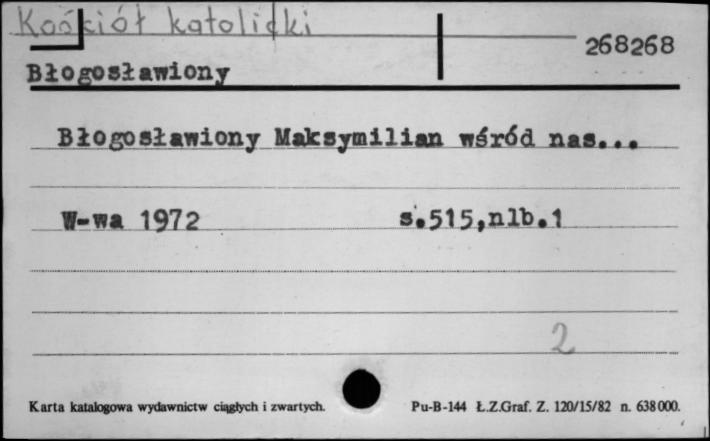 Kościół katolicki
268268
Błogosławiony
Błogosławiony Maksymilian wśród nas...
W-wa 1972 s.515,nlb.1
2
Karta katalogowa wydawnictw ciągłych i zwartych. Pu-B-144 Ł.Z.Graf. Z. 120/15/82 n. 638000.